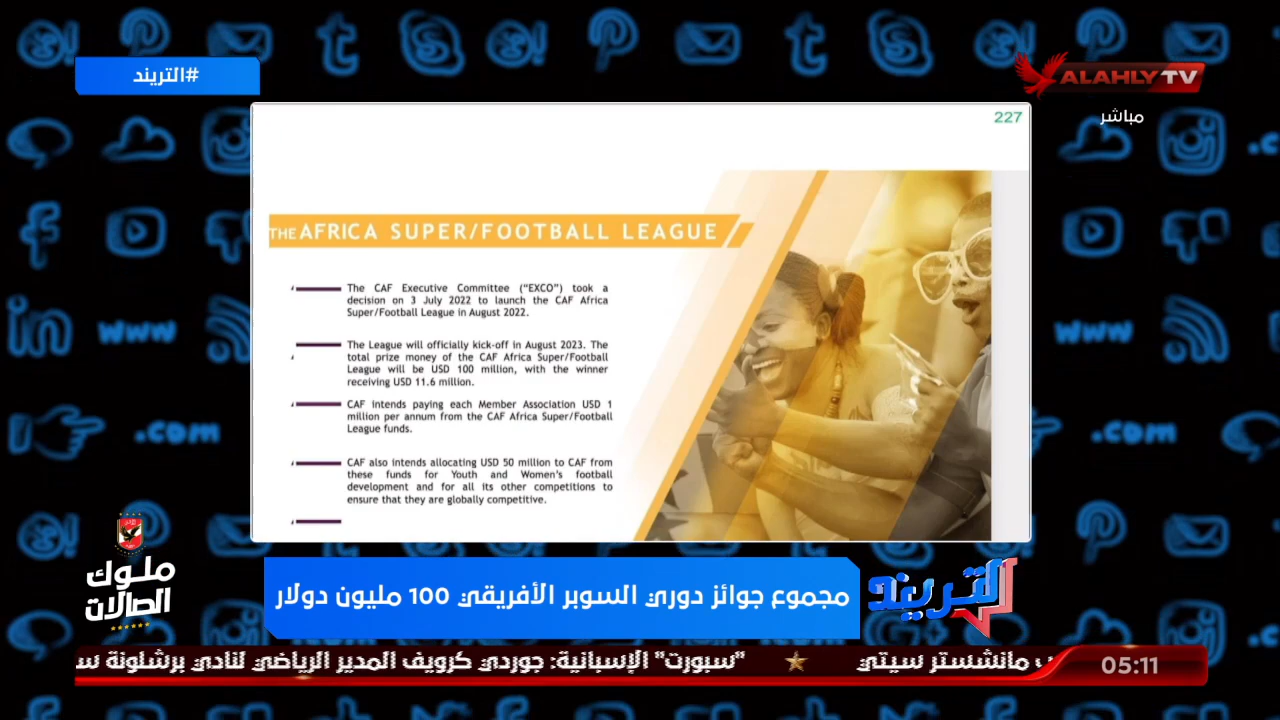 #التريند
ALAHLY TV
مباشر
227
THE AFRICA SUPER/FOOTBALL LEAGUE
The CAF Executive Committee (“EXCO”) took a
decision on 3 July 2022 to launch the CAF Africa
Super/Football League in August 2022.
The League will officially kick-off in August 2023. The
total prize money of the CAF Africa Super/Football
League will be USD 100 million, with the winner
receiving USD 11.6 million.
CAF intends paying each Member Association USD 1
million per annum from the CAF Africa Super/Football
League funds.
CAF also intends allocating USD 50 million to CAF from
these funds for Youth and Women's football
development and for all its other competitions to
ensure that they are globally competitive.
www
.com
www
.com
ملوك
الصالات
مجموع جوائز دوري السوبر الأفريقي 100 مليون دولار
التريند
ب مانشستر سيتي ★ "سبورت" الإسبانية: جوردي كرويف المدير الرياضي لنادي برشلونة س
05:11